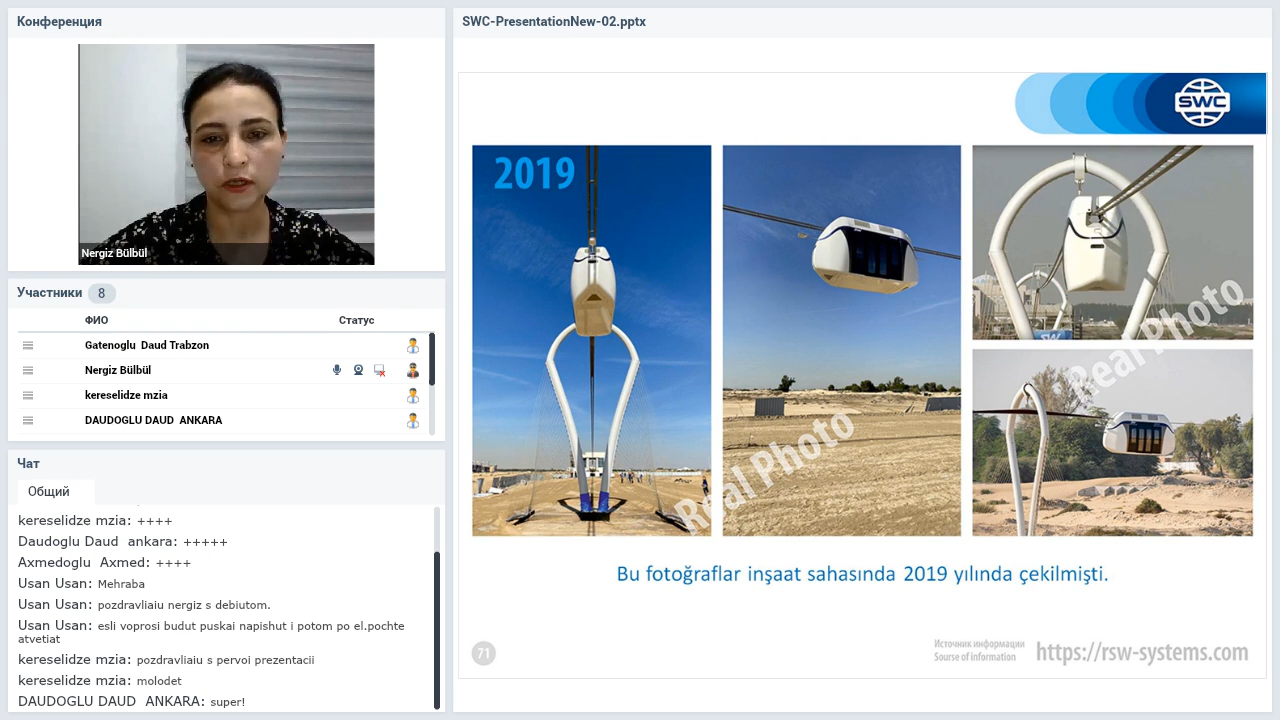 Конференция
Nergiz Bülbül
Участники 8
ФИО Статус
Gatenoglu Daud Trabzon
Nergiz Bülbül
kereselidze mzia
DAUDOGLU DAUD ANKARA
Чат
Общий
kereselidze mzia: ++++
Daudoglu Daud ankara: +++++
Axmedoglu Axmed: ++++
Usan Usan: Mehraba
Usan Usan: pozdravliaiu nergiz s debiutom.
Usan Usan: esli voprosi budut puskai napishut i potom po el.pochte
atvetiat
kereselidze mzia: pozdravliaiu s pervoi prezentacii
kereselidze mzia: molodet
DAUDOGLU DAUD ANKARA: super!
SWC-PresentationNew-02.pptx
SWC
2019
Real Photo
Real Photo
Bu fotoğraflar inşaat sahasında 2019 yılında çekilmişti.
71
Источник информации
Sourse of information
https://rsw-systems.com